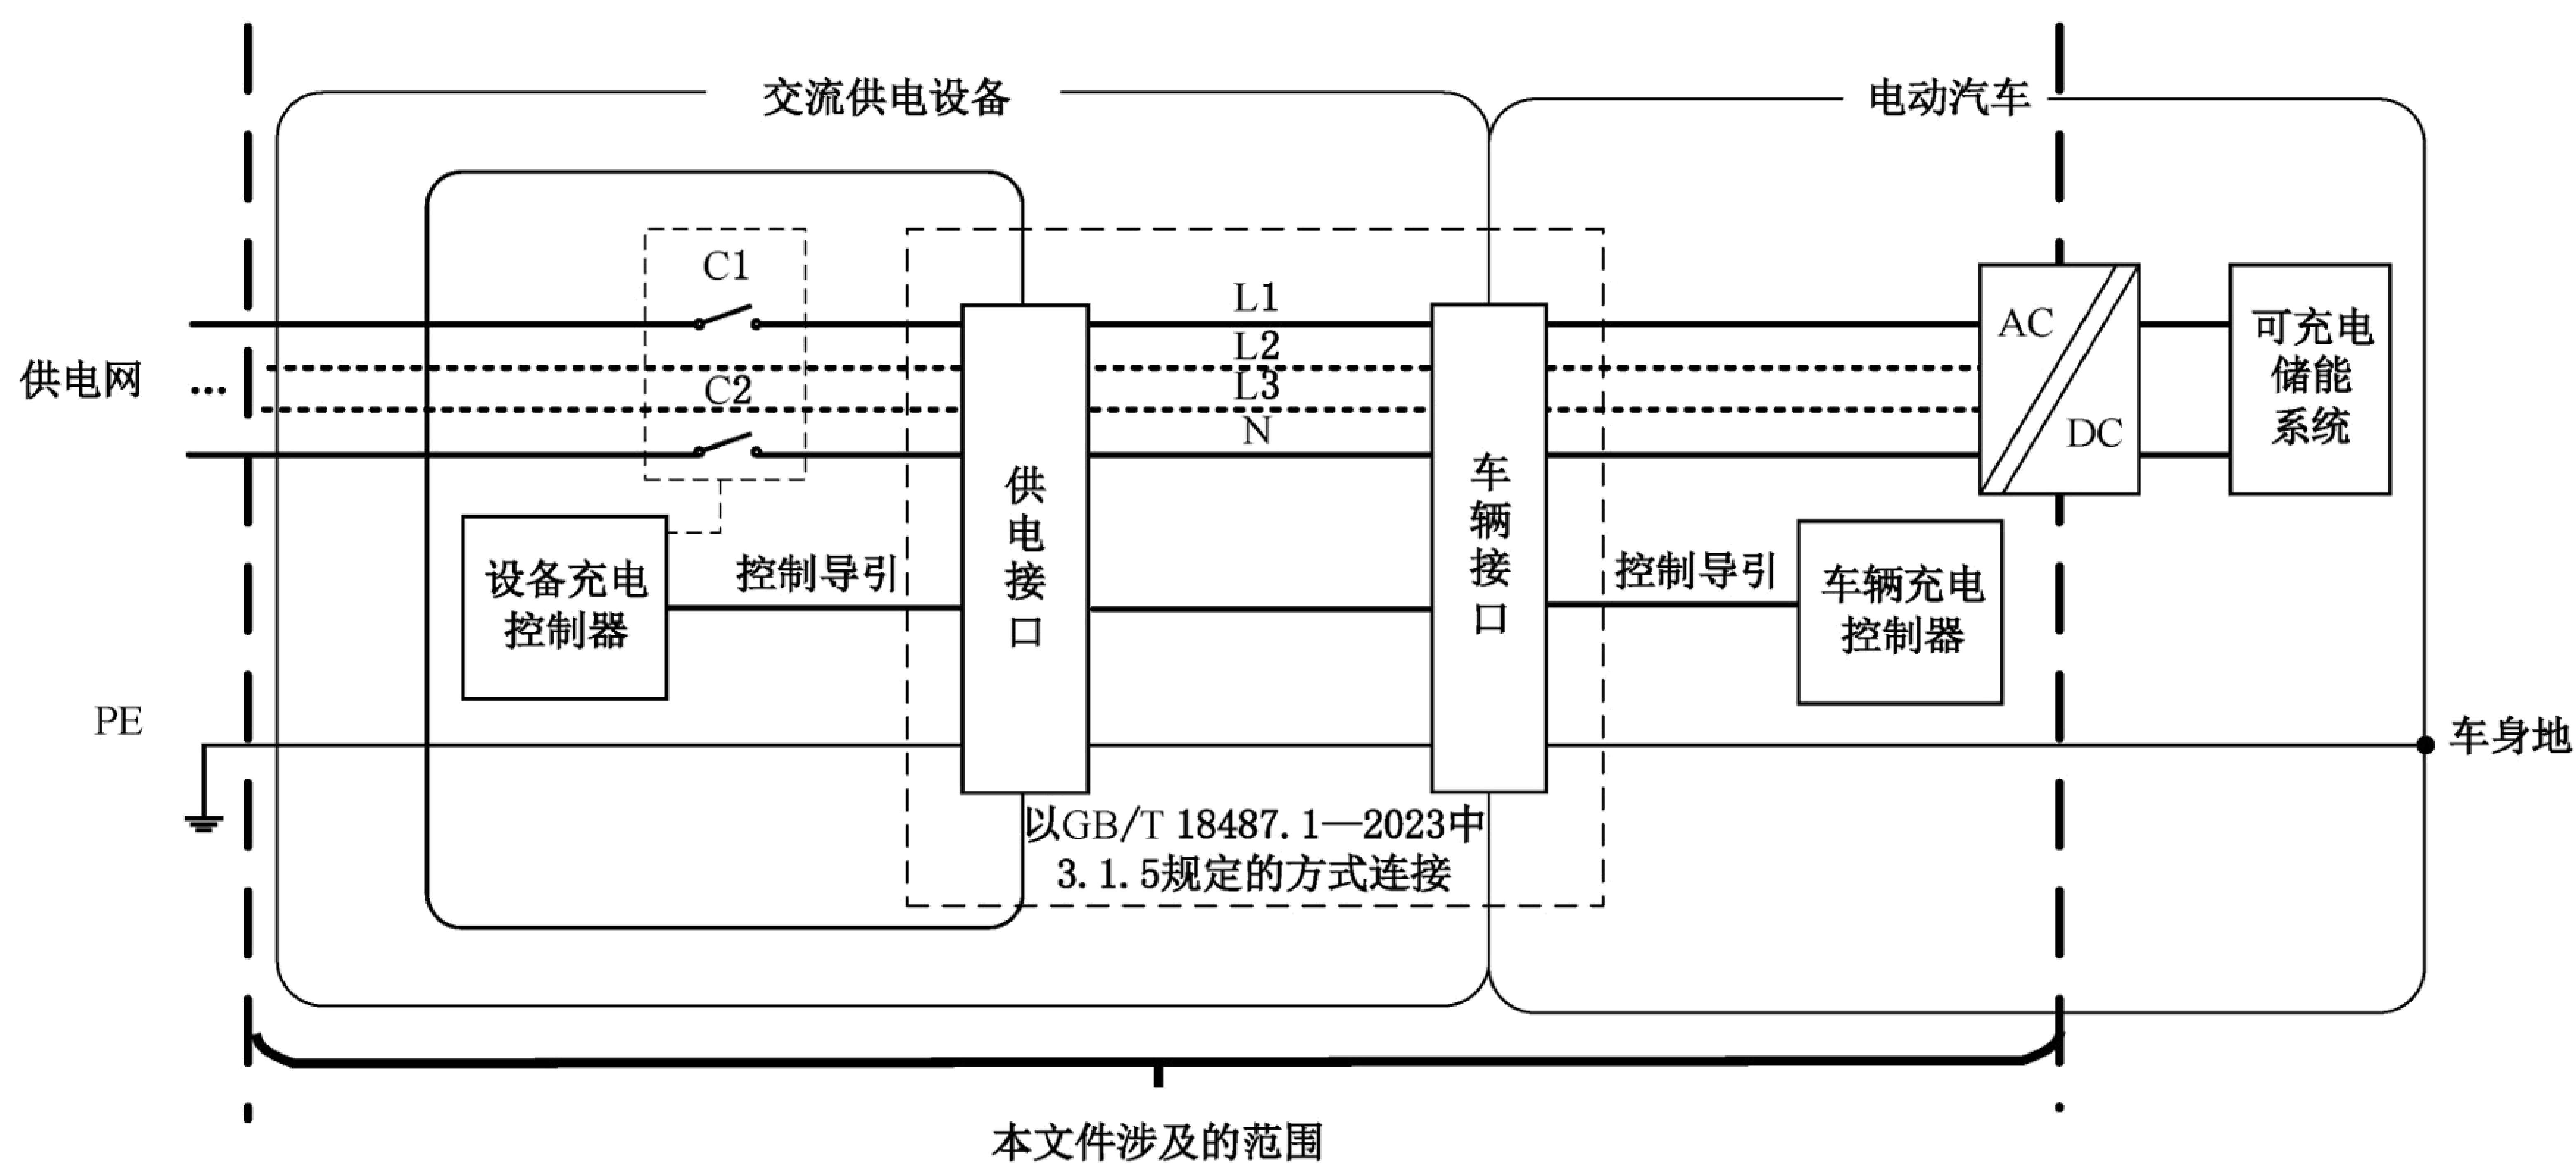 交流供电设备
电动汽车
C1
L1
L2
供电网
...
C2
L3
N
AC
DC
可充电
储能
系统
供电接口
车辆接口
设备充电
控制器
控制导引
控制导引
车辆充电
控制器
PE
车身地
以GB/T 18487.1—2023中
3.1.5规定的方式连接
本文件涉及的范围